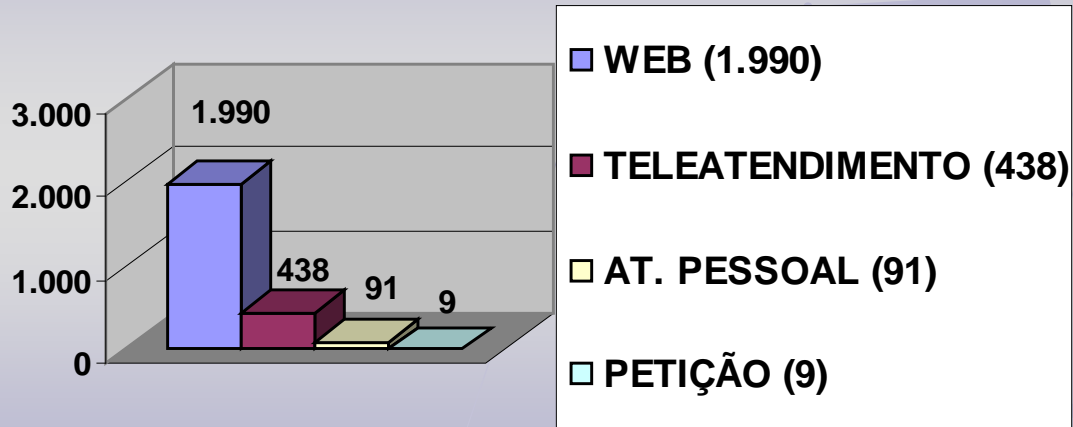 3.000
2.000
1.000
0
1.990
438
91
9
WEB (1.990)
TELEATENDIMENTO (438)
AT. PESSOAL (91)
PETIÇÃO (9)